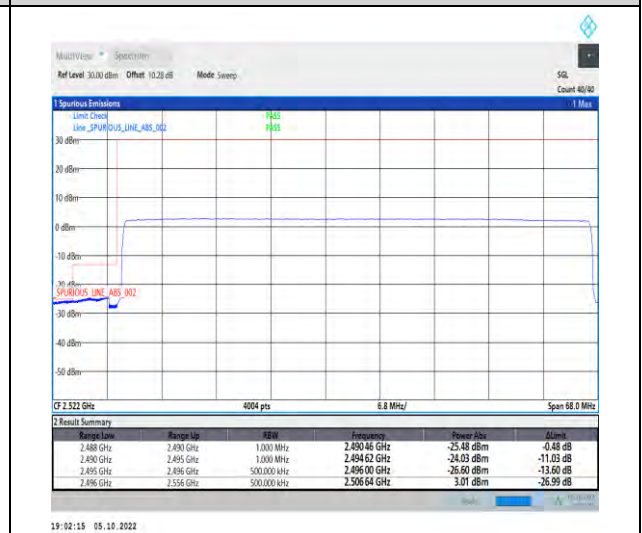 MultiView Spectrum
Ref Level 30.00 dBm Offset 10.28 dB Mode Sweep SGL
Count 40/40
1 Spurious Emissions 1 Max
Limit Check PASS
Line _SPURIOUS_LINE_ABS_002 PASS
30 dBm
20 dBm
10 dBm
0 dBm
-10 dBm
-20 dBm
SPURIOUS_LINE_ABS_002
-30 dBm
-40 dBm
-50 dBm
CF 2.522 GHz 4004 pts 6.8 MHz/ Span 68.0 MHz
2 Result Summary
Range Low Range Up RBW Frequency Power Abs ΔLimit
2.488 GHz 2.490 GHz 1.000 MHz 2.490 46 GHz -25.48 dBm -0.48 dB
2.490 GHz 2.495 GHz 1.000 MHz 2.494 62 GHz -24.03 dBm -11.03 dB
2.495 GHz 2.496 GHz 500.000 kHz 2.496 00 GHz -26.60 dBm -13.60 dB
2.496 GHz 2.556 GHz 500.000 kHz 2.506 64 GHz 3.01 dBm -26.99 dB
19:02:15 05.10.2022